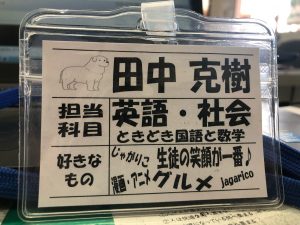 田中 克樹
担当科目
英語・社会
ときどき国語と数学
好きなもの
じゃがりこ 生徒の笑顔が一番♪
漫画・アニメ グルメ jagarico